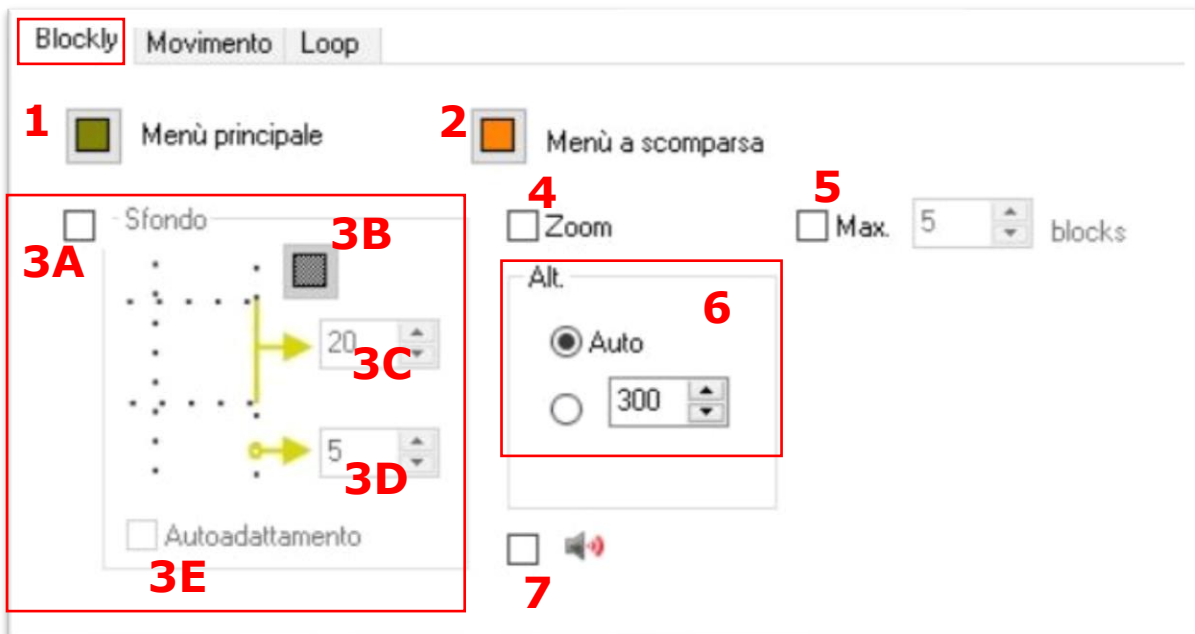 Blockly Movimento Loop
1 Menù principale 2 Menù a scomparsa
3A Sfondo 3B 4 Zoom 5 Max. 5 blocks
Alt. 6
20 3C Auto
300
5 3D
Autoadattamento
3E 7